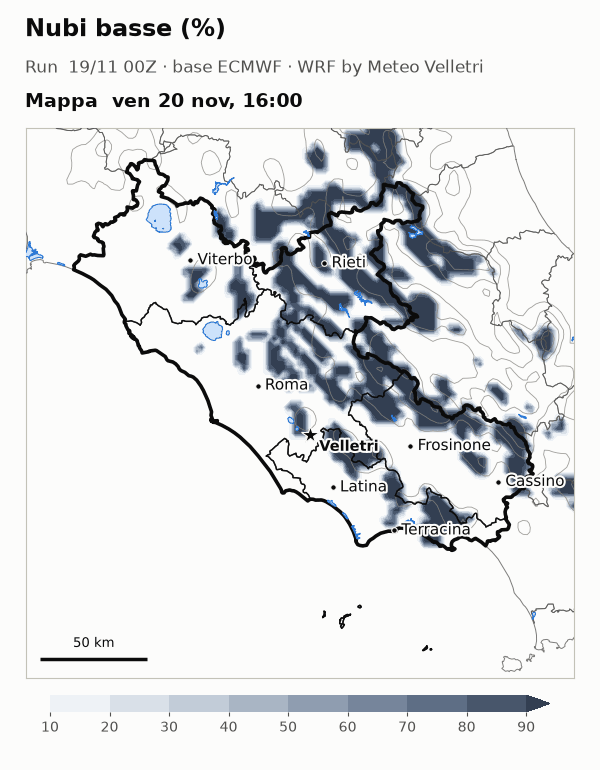 Nubi basse (%)
Run  19/11 00Z · base ECMWF · WRF by Meteo Velletri
Mappa  ven 20 nov, 16:00
Viterbo
Rieti
Roma
Velletri
Frosinone
Latina
Cassino
Terracina
50 km
10 20 30 40 50 60 70 80 90